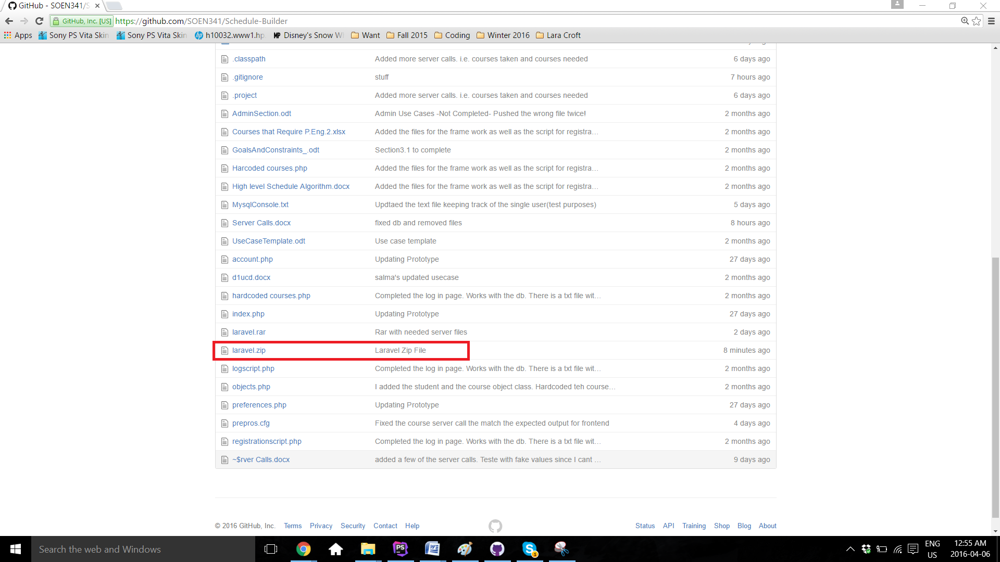 GitHub - SOEN341/S
GitHub, Inc. [US] https://github.com/SOEN341/Schedule-Builder
Apps Sony PS Vita Skin Sony PS Vita Skin h10032.www1.hp. MP Disney's Snow W Want Fall 2015 Coding Winter 2016 Lara Croft
.classpath Added more server calls. i.e. courses taken and courses needed 6 days ago
.gitignore stuff 7 hours ago
.project Added more server calls. i.e. courses taken and courses needed 6 days ago
AdminSection.odt Admin Use Cases -Not Completed- Pushed the wrong file twice! 2 months ago
Courses that Require P.Eng.2.xlsx Added the files for the frame work as well as the script for registra… 2 months ago
GoalsAndConstraints_.odt Section3.1 to complete 2 months ago
Harcoded courses.php Added the files for the frame work as well as the script for registra… 2 months ago
High level Schedule Algorithm.docx Added the files for the frame work as well as the script for registra… 2 months ago
MysqlConsole.txt Updtaed the text file keeping track of the single user(test purposes) 5 days ago
Server Calls.docx fixed db and removed files 8 hours ago
UseCaseTemplate.odt Use case template 2 months ago
account.php Updating Prototype 27 days ago
d1ucd.docx salma's updated usecase 2 months ago
hardcoded courses.php Completed the log in page. Works with the db. There is a txt file wit… 2 months ago
index.php Updating Prototype 27 days ago
laravel.rar Rar with needed server files 2 days ago
laravel.zip Laravel Zip File 8 minutes ago
logscript.php Completed the log in page. Works with the db. There is a txt file wit… 2 months ago
objects.php I added the student and the course object class. Hardcoded teh course… 2 months ago
preferences.php Updating Prototype 27 days ago
prepros.cfg Fixed the course server call the match the expected output for frontend 4 days ago
registrationscript.php Completed the log in page. Works with the db. There is a txt file wit… 2 months ago
~$rver Calls.docx added a few of the server calls. Teste with fake values since I cant … 9 days ago
© 2016 GitHub, Inc. Terms Privacy Security Contact Help Status API Training Shop Blog About
Search the web and Windows
PS
1
ENG
US
12:55 AM
2016-04-06